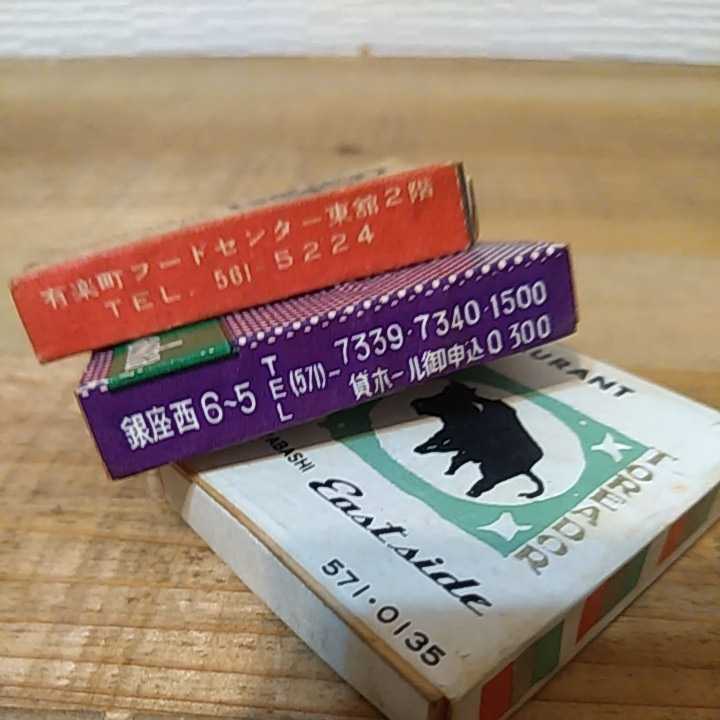 有楽町フードセンター東舘2階
TEL. 561 5224
銀座西6~5 TEL (571)-7339・7340・1500
貸ホール御申込 0300
TOREADOR
Eastside
571・0135